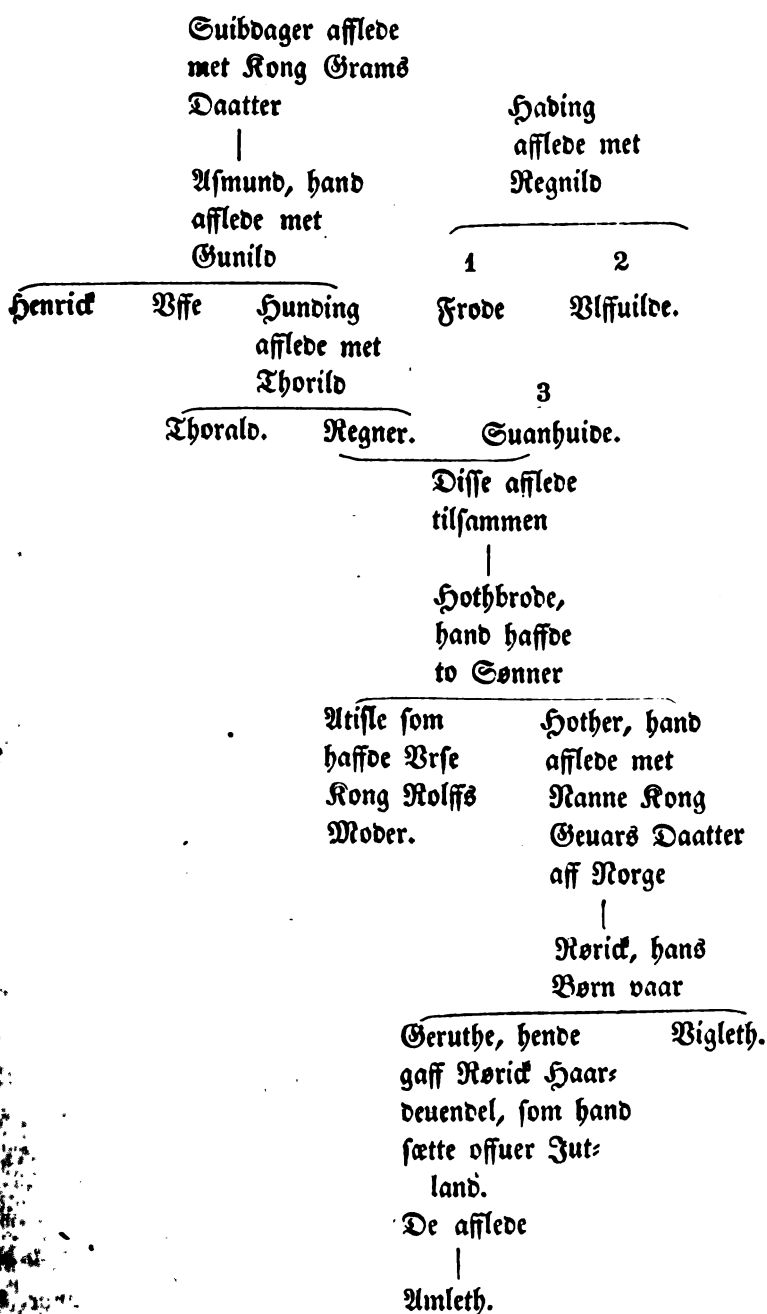 Suibdager afflede
met Kong Grams
Daatter
Hading
afflede met
Regnild
Asmund, hand
afflede met
Gunild
1 2
Henrick Vffe Hunding
afflede met
Thorild
Frode Vlffuilde.
3
Thorald. Regner. Suanhuide.
Disse afflede
tilsammen
Hothbrode,
hand haffde
to Sønner
Atisle som
haffde Vrse
Kong Rolffs
Moder.
Hother, hand
afflede met
Nanne Kong
Geuars Daatter
aff Norge
Rørick, hans
Børn vaar
Geruthe, hende
gaff Rørick Haar-
deuendel, som hand
sætte offuer Jut-
land.
De afflede
Vigleth.
Amleth.